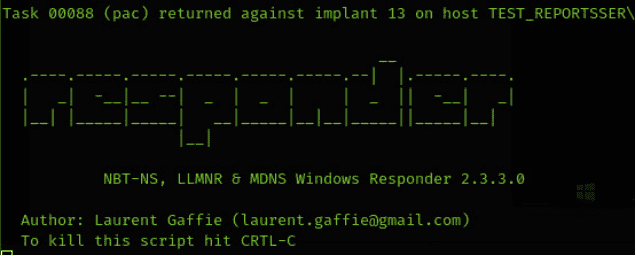 Task 00088 (pac) returned against implant 13 on host TEST_REPORTSSER\
responder
NBT-NS, LLMNR & MDNS Windows Responder 2.3.3.0
Author: Laurent Gaffie (laurent.gaffie@gmail.com)
To kill this script hit CRTL-C